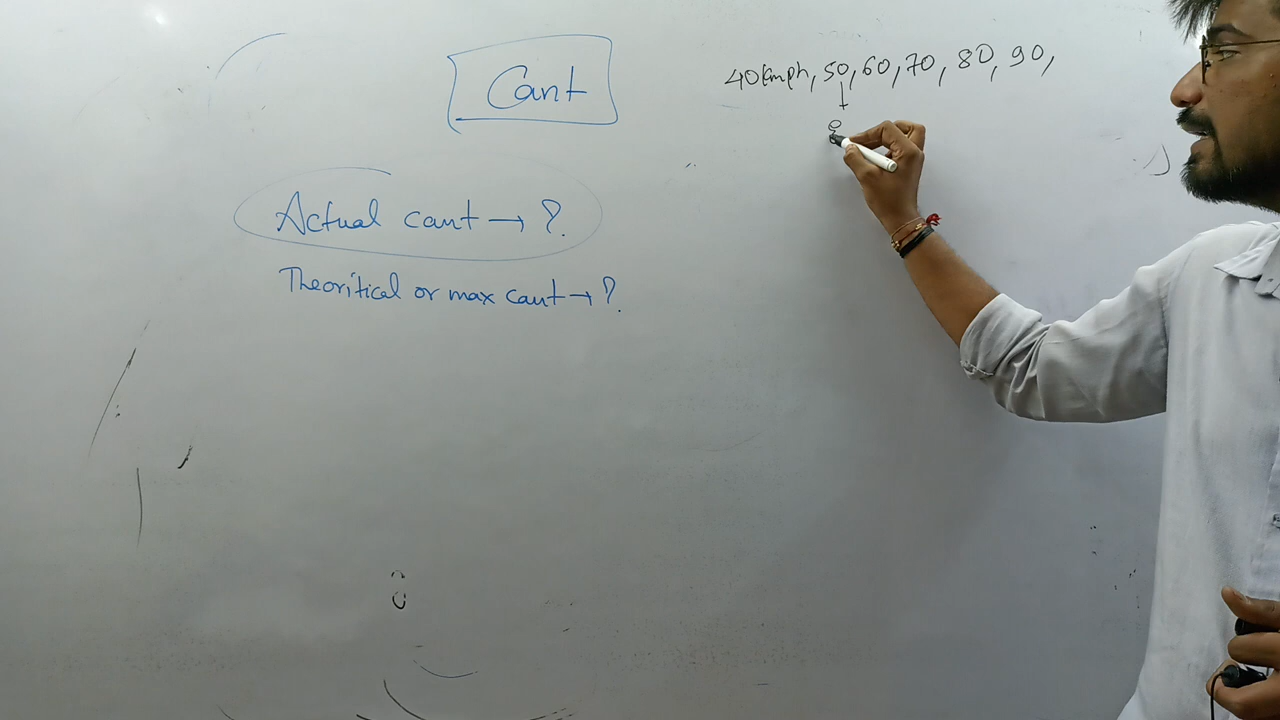 Cant
40kmph, 50, 60, 70, 80, 90,
Actual cant → ?
Theoritical or max cant → ?